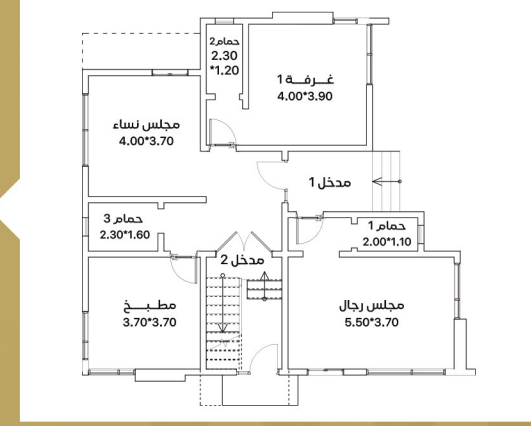 حمام2
2.30
*1.20
غــرفــة 1
4.00*3.90
مجلس نساء
4.00*3.70
مدخل 1
حمام 3
2.30*1.60
حمام 1
2.00*1.10
مدخل 2
مطبــــخ
3.70*3.70
مجلس رجال
5.50*3.70